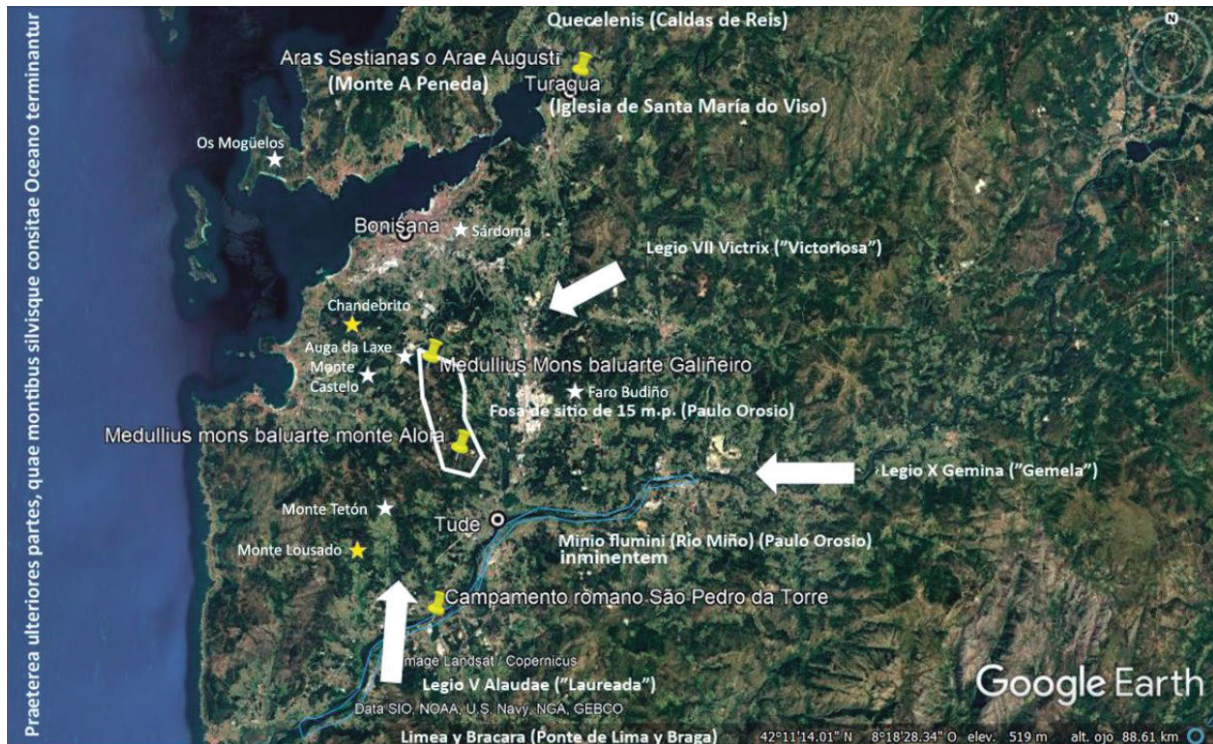 Praeterea ulteriores partes, quae montibus silvisque consitae Oceano terminantur
Quecelenis (Caldas de Reis)
N
Aras Sestianas o Arae Augusti
(Monte A Peneda)
Turaqua
(Iglesia de Santa María do Viso)
Os Mogüelos
Bonisana
Sárdoma
Legio VII Victrix ("Victoriosa")
Chandebrito
Auga da Laxe
Monte
Castelo
Medullius Mons baluarte Galiñeiro
Faro Budiño
Fosa de sitio de 15 m.p. (Paulo Orosio)
Medullius mons baluarte monte Aloia
Legio X Gemina ("Gemela")
Monte Tetón
Tude
Monte Lousado
Minio flumini (Rio Miño) (Paulo Orosio)
inminentem
Campamento romano São Pedro da Torre
Image Landsat / Copernicus
Legio V Alaudae ("Laureada")
Data SIO, NOAA, U.S. Navy, NGA, GEBCO
Google Earth
Limea y Bracara (Ponte de Lima y Braga)
42°11'14.01" N 8°18'28.34" O elev. 519 m alt. ojo 88.61 km